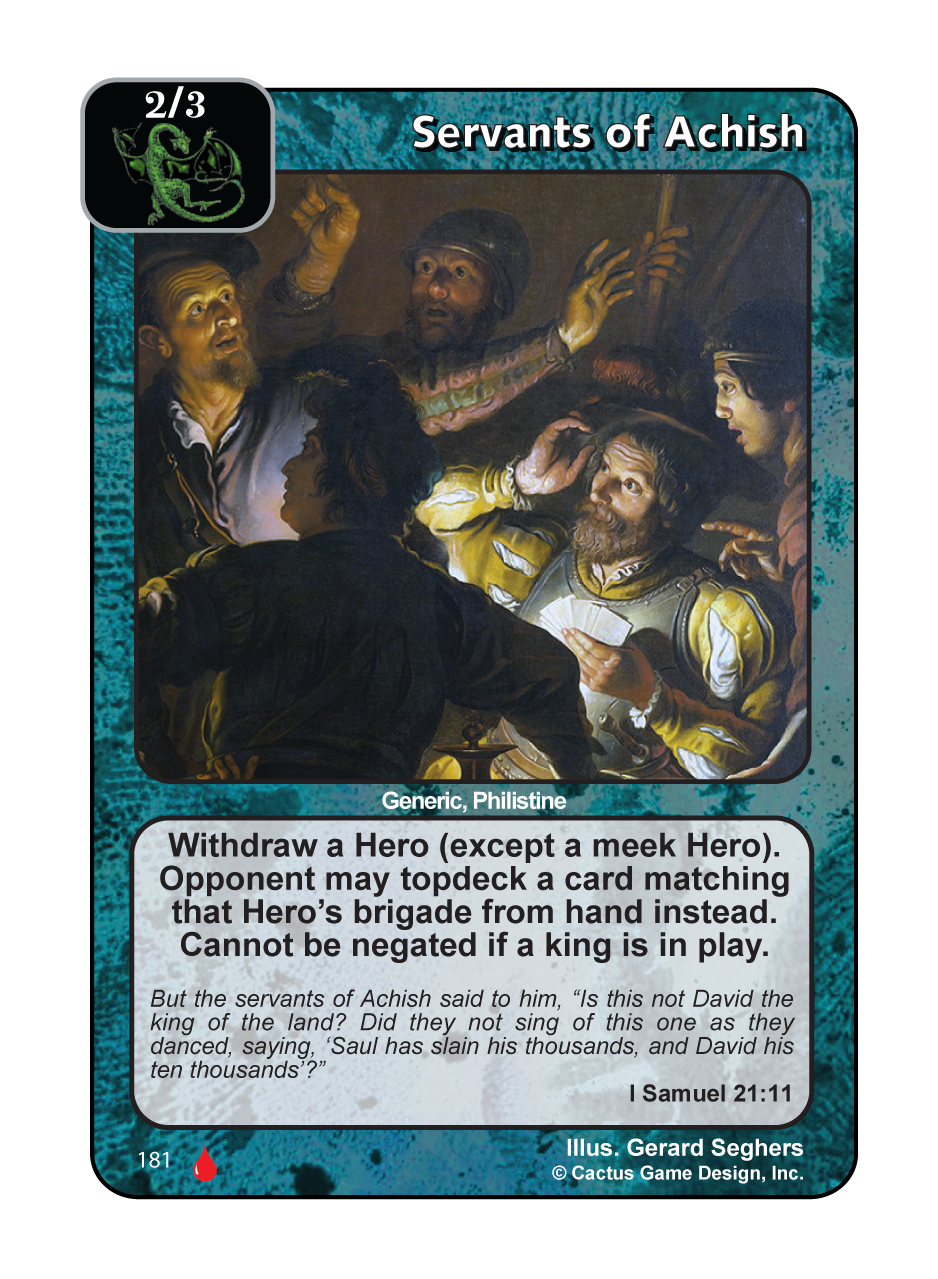 2/3
Servants of Achish
Generic, Philistine
Withdraw a Hero (except a meek Hero).
Opponent may topdeck a card matching
that Hero’s brigade from hand instead.
Cannot be negated if a king is in play.
But the servants of Achish said to him, “Is this not David the
king of the land? Did they not sing of this one as they
danced, saying, ‘Saul has slain his thousands, and David his
ten thousands’?”
I Samuel 21:11
181
Illus. Gerard Seghers
© Cactus Game Design, Inc.